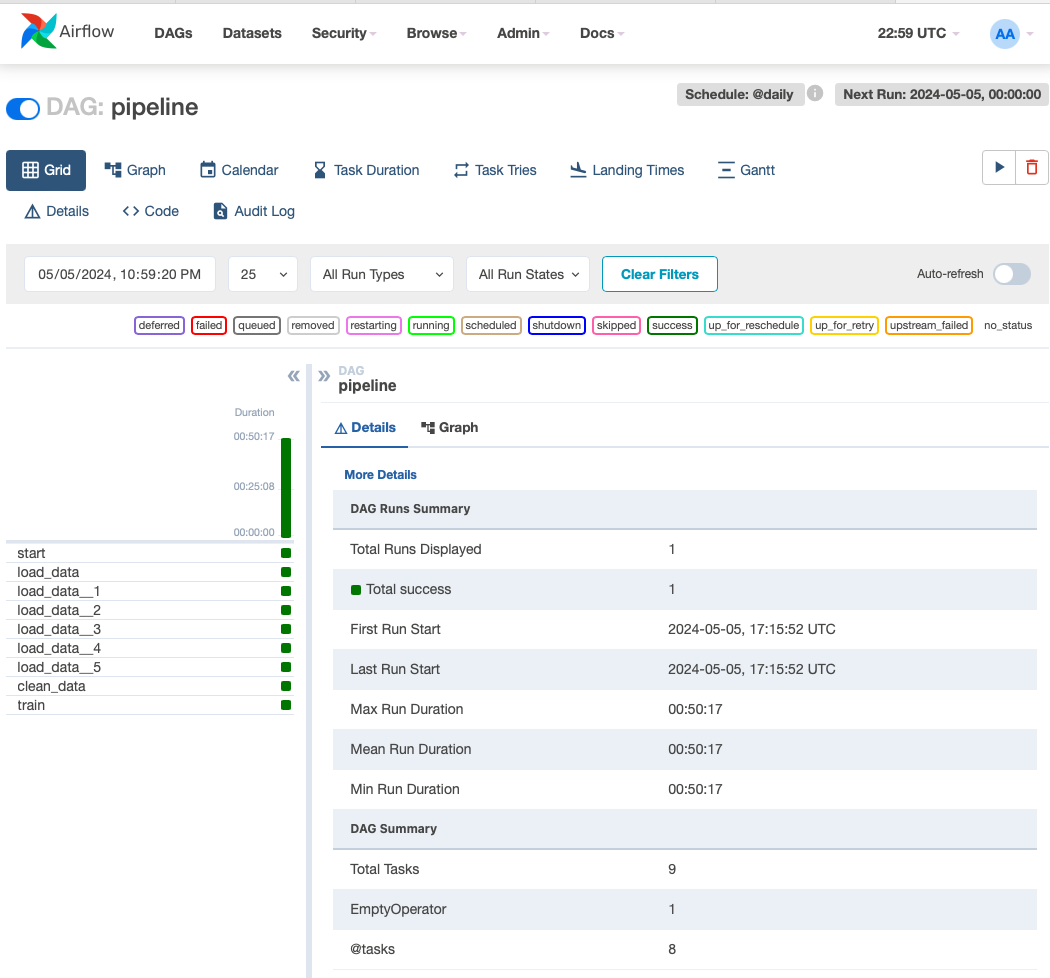 Airflow DAGs Datasets Security Browse Admin Docs 22:59 UTC AA
DAG: pipeline
Schedule: @daily Next Run: 2024-05-05, 00:00:00
Grid Graph Calendar Task Duration Task Tries Landing Times Gantt
Details Code Audit Log
05/05/2024, 10:59:20 PM 25 All Run Types All Run States Clear Filters Auto-refresh
deferred failed queued removed restarting running scheduled shutdown skipped success up_for_reschedule up_for_retry upstream_failed no_status
DAG
pipeline
Duration
00:50:17
00:25:08
00:00:00
start
load_data
load_data__1
load_data__2
load_data__3
load_data__4
load_data__5
clean_data
train
Details Graph
More Details
DAG Runs Summary
Total Runs Displayed 1
Total success 1
First Run Start 2024-05-05, 17:15:52 UTC
Last Run Start 2024-05-05, 17:15:52 UTC
Max Run Duration 00:50:17
Mean Run Duration 00:50:17
Min Run Duration 00:50:17
DAG Summary
Total Tasks 9
EmptyOperator 1
@tasks 8